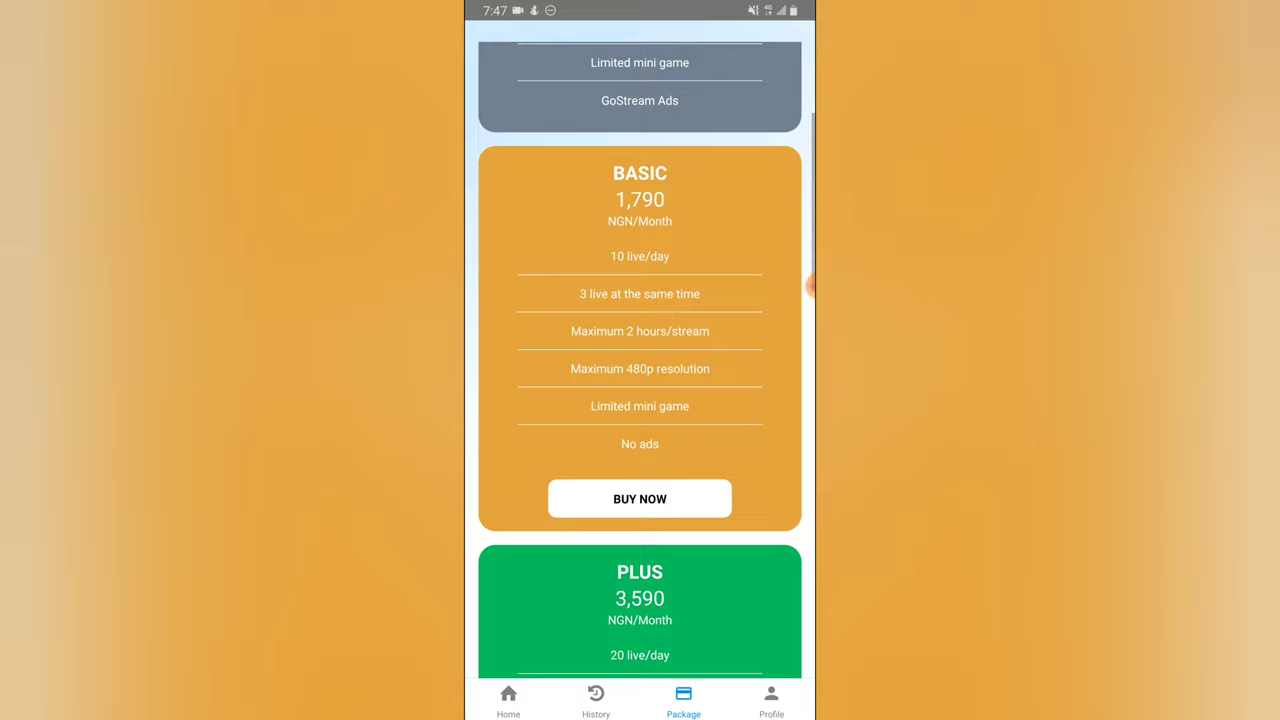 7:47
4G
Limited mini game
GoStream Ads
BASIC
1,790
NGN/Month
10 live/day
3 live at the same time
Maximum 2 hours/stream
Maximum 480p resolution
Limited mini game
No ads
BUY NOW
PLUS
3,590
NGN/Month
20 live/day
Home History Package Profile